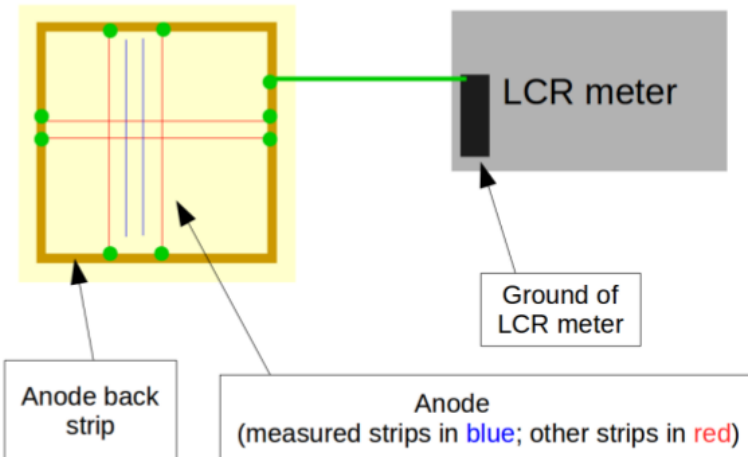 LCR meter
Ground of
LCR meter
Anode back
strip
Anode
(measured strips in blue; other strips in red)